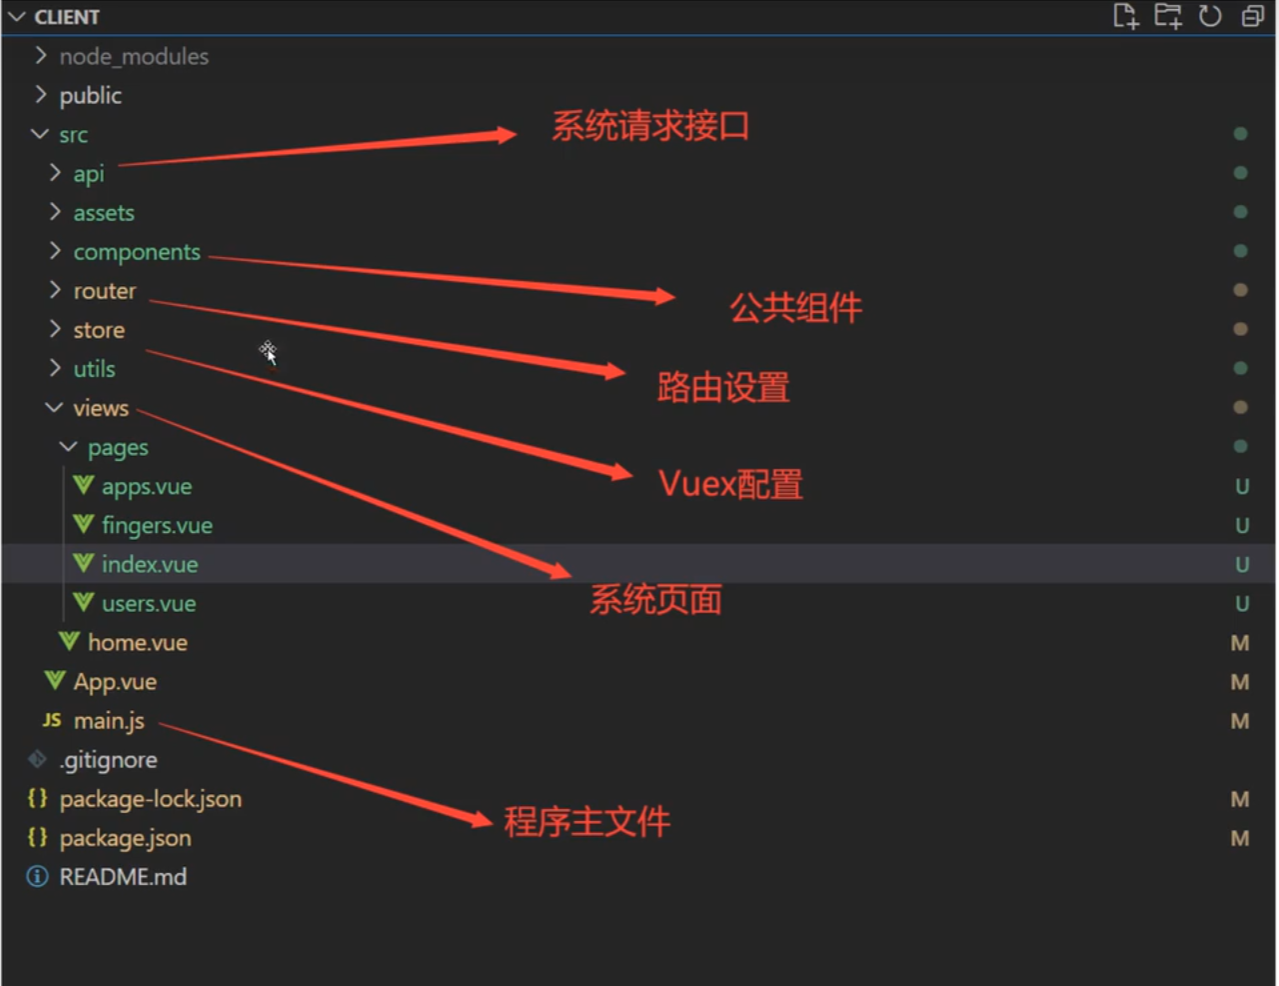 CLIENT
node_modules
public
src
系统请求接口
api
assets
components
router
公共组件
store
utils
路由设置
views
pages
apps.vue U
Vuex配置
fingers.vue U
index.vue U
users.vue U
系统页面
home.vue M
App.vue M
JS main.js M
.gitignore
{} package-lock.json M
程序主文件
{} package.json M
README.md